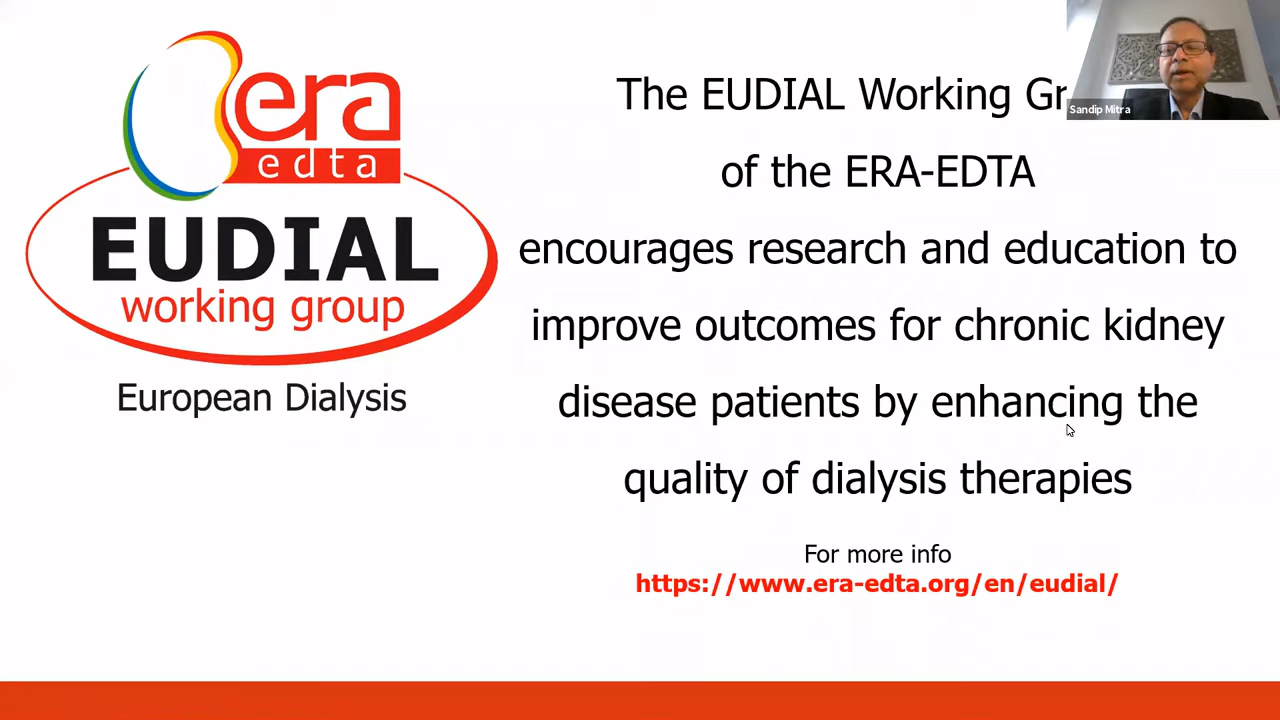 era
edta
EUDIAL
working group
European Dialysis
The EUDIAL Working Gr
of the ERA-EDTA
encourages research and education to
improve outcomes for chronic kidney
disease patients by enhancing the
quality of dialysis therapies
For more info
https://www.era-edta.org/en/eudial/
Sandip Mitra